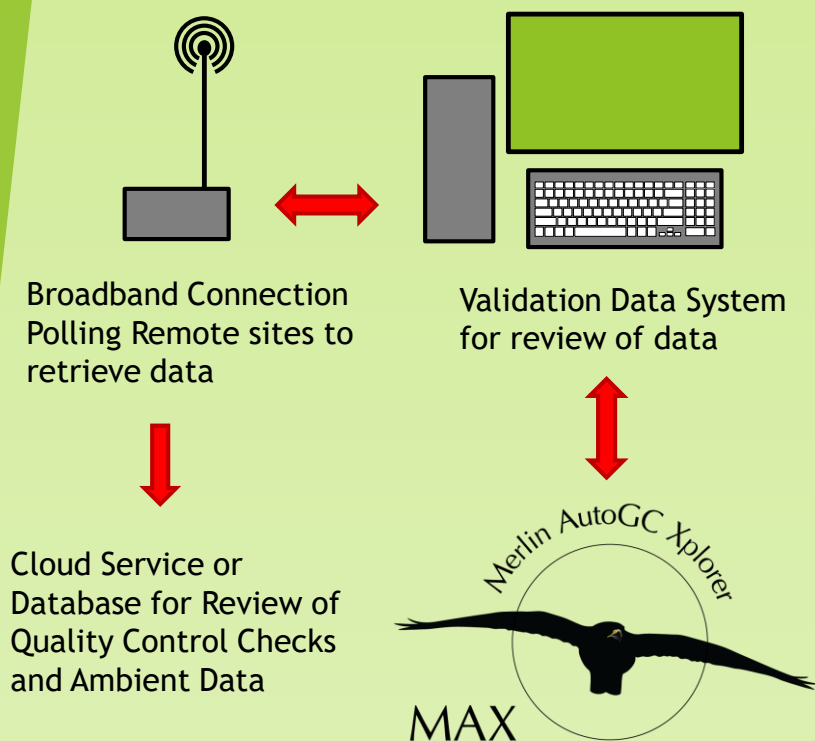 Broadband Connection
Polling Remote sites to
retrieve data
Validation Data System
for review of data
Cloud Service or
Database for Review of
Quality Control Checks
and Ambient Data
Merlin AutoGC Xplorer
MAX